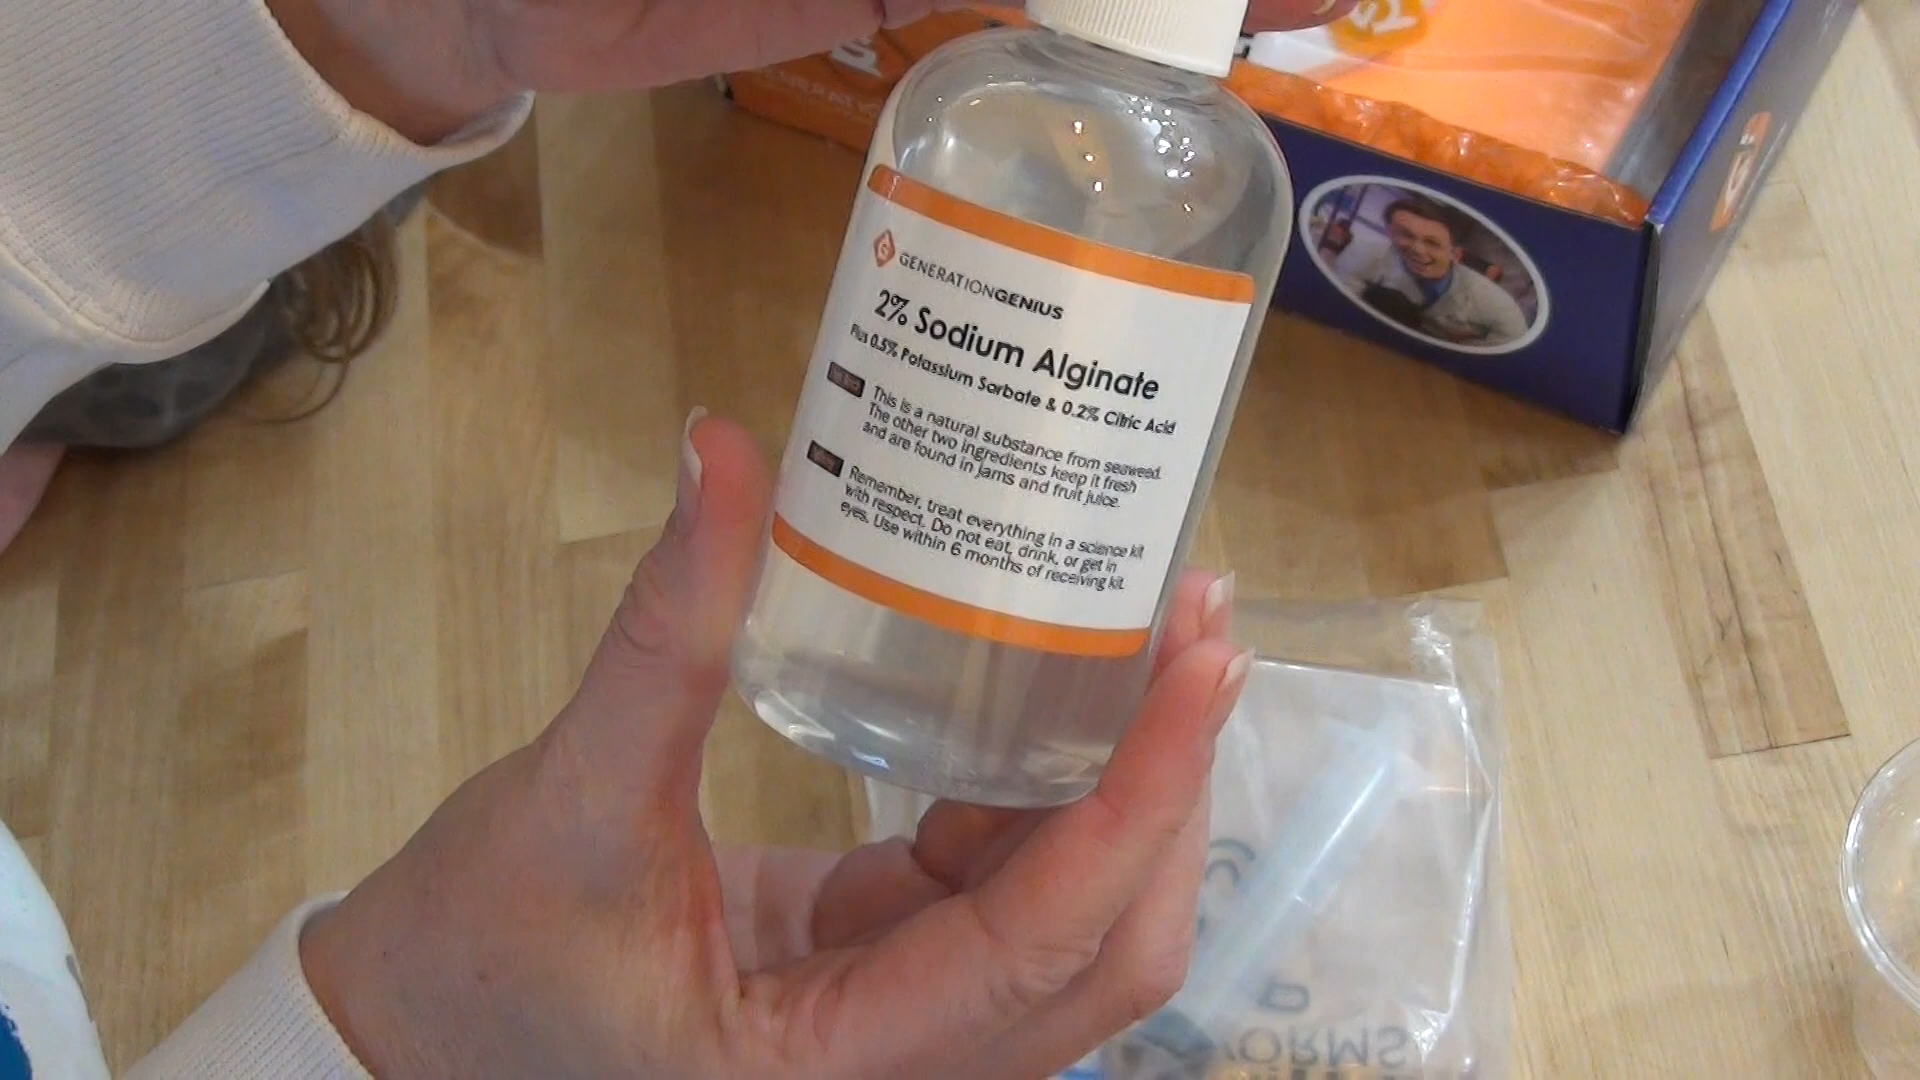 GENERATIONGENIUS
2% Sodium Alginate
Plus 0.5% Potassium Sorbate & 0.2% Citric Acid
This is a natural substance from seaweed.
The other two ingredients keep it fresh
and are found in jams and fruit juice.
Remember, treat everything in a science kit
with respect. Do not eat, drink, or get in
eyes. Use within 6 months of receiving kit.
WORMS